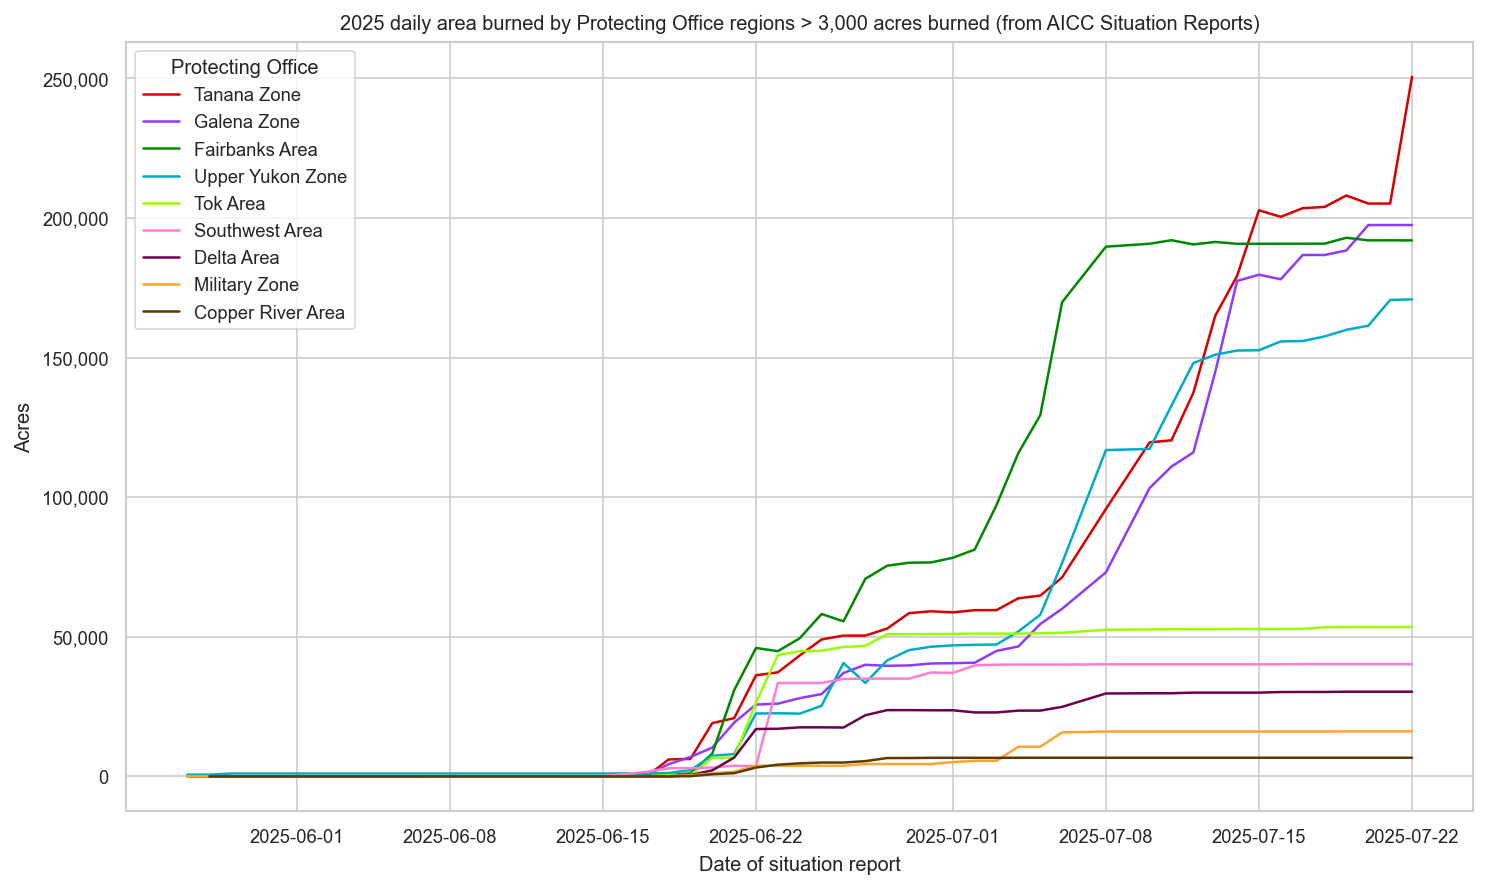 2025 daily area burned by Protecting Office regions > 3,000 acres burned (from AICC Situation Reports)
Protecting Office
Tanana Zone
Galena Zone
Fairbanks Area
Upper Yukon Zone
Tok Area
Southwest Area
Delta Area
Military Zone
Copper River Area
Acres
250,000
200,000
150,000
100,000
50,000
0
2025-06-01 2025-06-08 2025-06-15 2025-06-22 2025-07-01 2025-07-08 2025-07-15 2025-07-22
Date of situation report